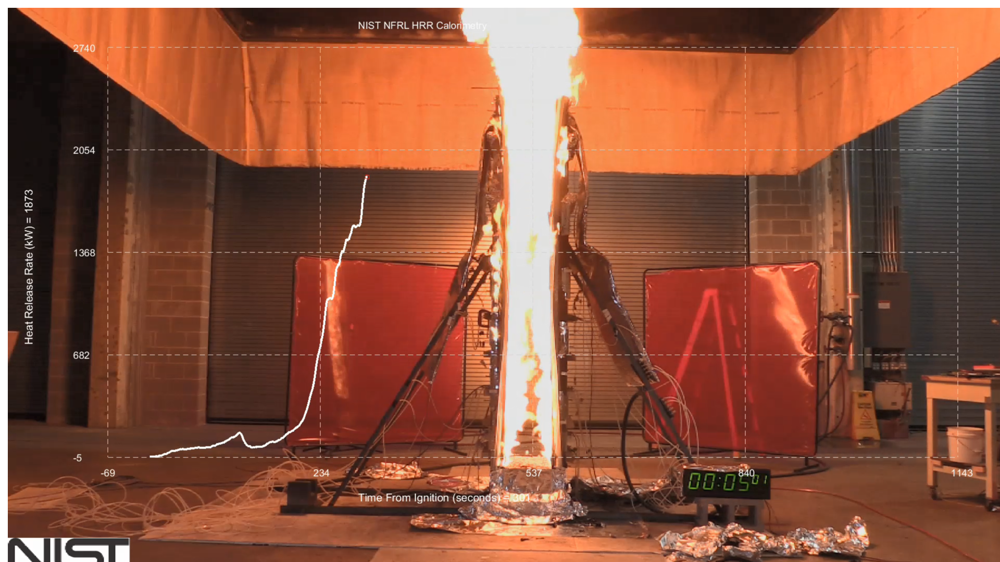 NIST NFRL HRR Calorimetry
2740
2054
1368
682
-5
Heat Release Rate (kW) = 1873
-69
234
537
840
1143
00:05 01
Time From Ignition (seconds) = 301
NIST